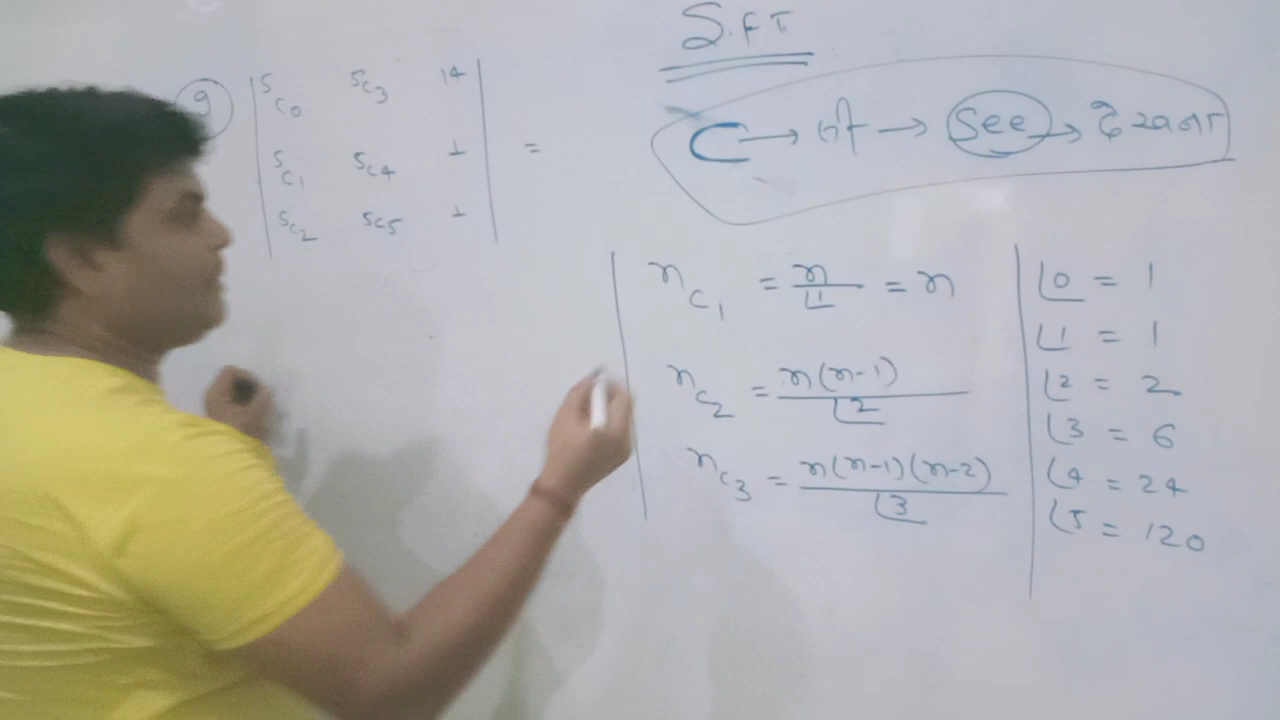 S.F.T
C → को → See → देखना
9 | ⁵C₀ ⁵C₃ 14 |
| ⁵C₁ ⁵C₄ 1 | =
| ⁵C₂ ⁵C₅ 1 |
ⁿC₁ = n/⌊1 = n
ⁿC₂ = n(n-1)/⌊2
ⁿC₃ = n(n-1)(n-2)/⌊3
⌊0 = 1
⌊1 = 1
⌊2 = 2
⌊3 = 6
⌊4 = 24
⌊5 = 120